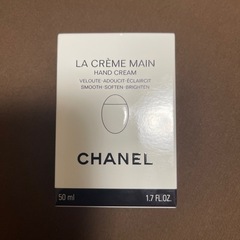 LA CRÈME MAIN
HAND CREAM
VELOUTE-ADOUCIT-ÉCLAIRCIT
SMOOTH-SOFTEN-BRIGHTEN
CHANEL
50 ml 1.7 FL.OZ.